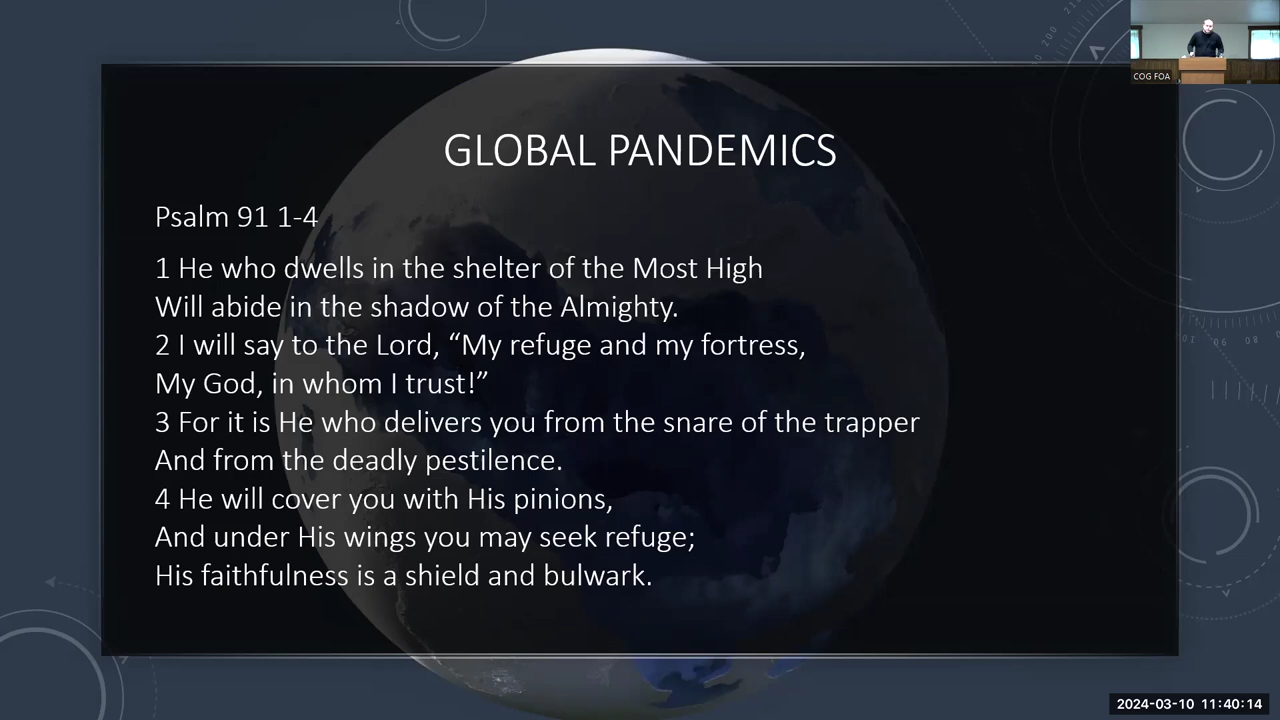 COG FOA
GLOBAL PANDEMICS
Psalm 91 1-4
1 He who dwells in the shelter of the Most High
Will abide in the shadow of the Almighty.
2 I will say to the Lord, “My refuge and my fortress,
My God, in whom I trust!”
3 For it is He who delivers you from the snare of the trapper
And from the deadly pestilence.
4 He will cover you with His pinions,
And under His wings you may seek refuge;
His faithfulness is a shield and bulwark.
2024-03-10 11:40:14